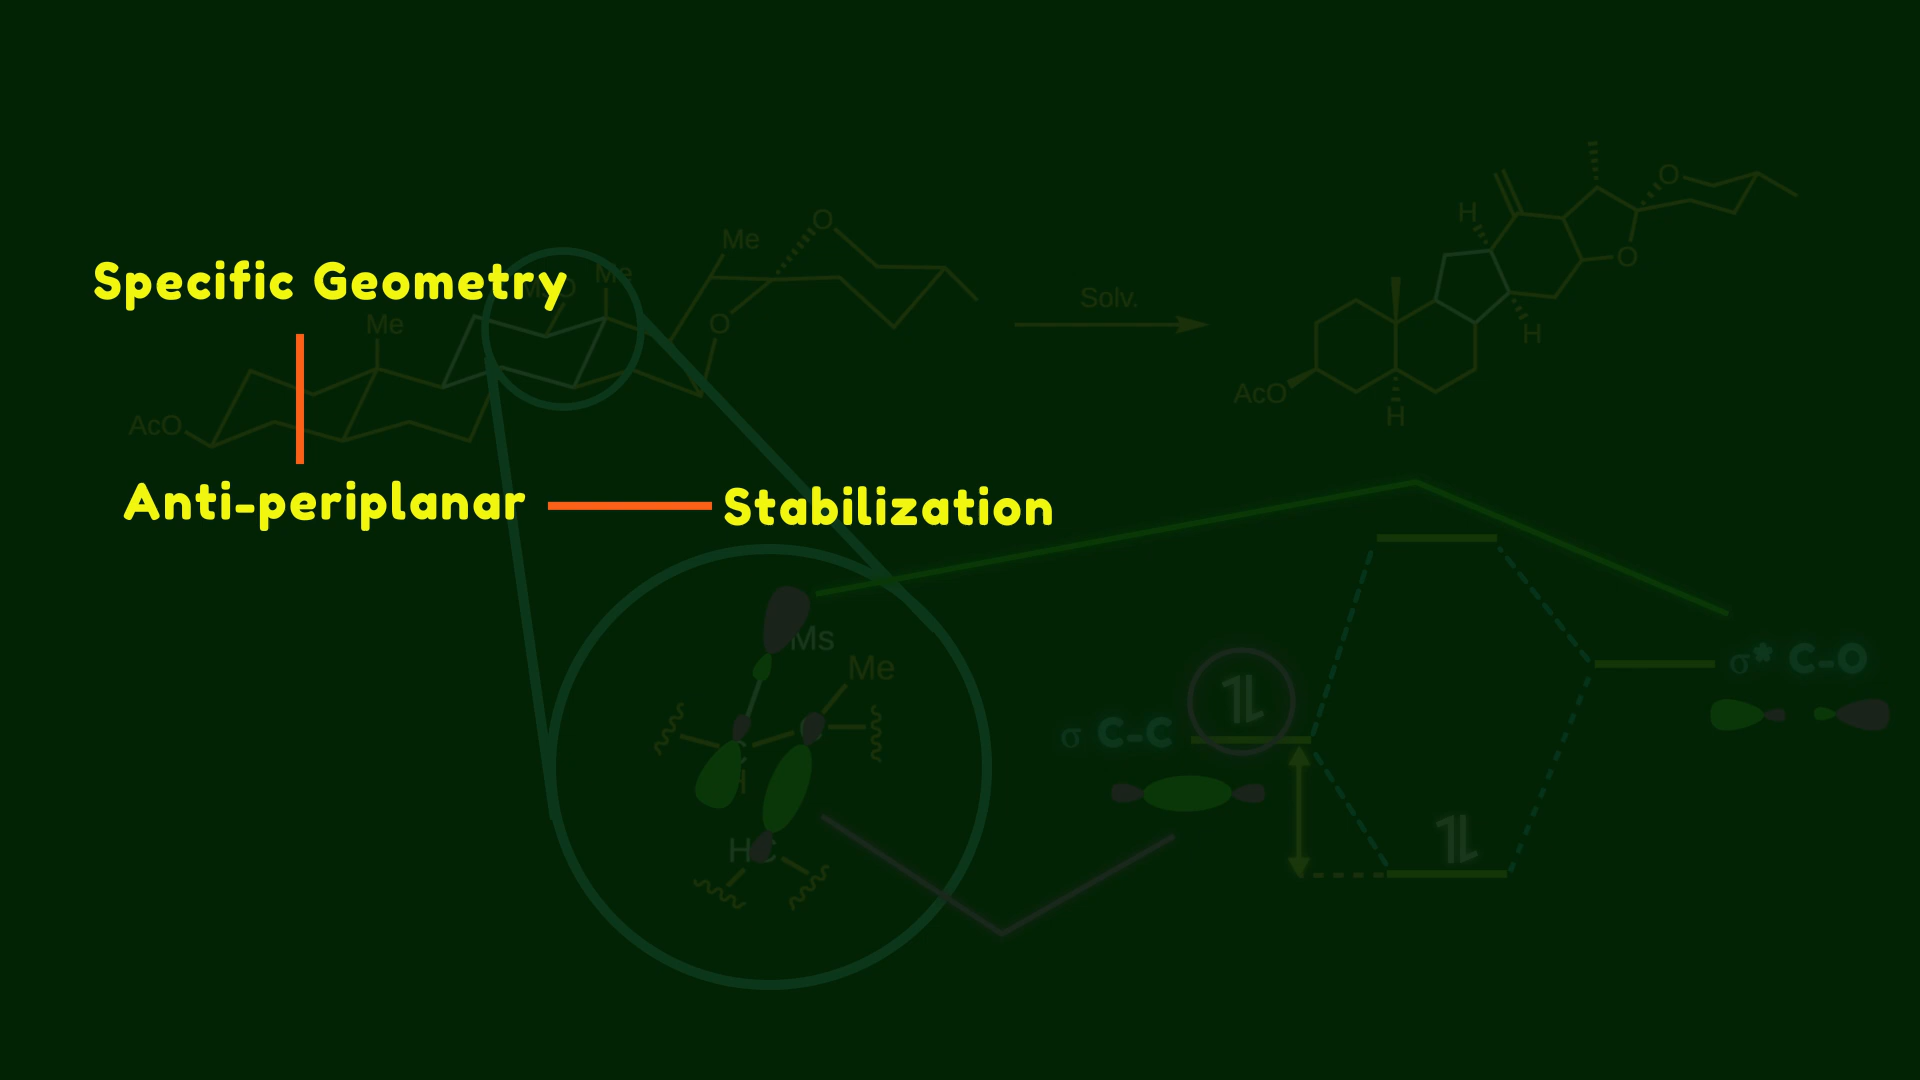 Specific Geometry
Anti-periplanar
Stabilization
Me
O
Me
Me
O
AcO
Solv.
H
O
O
H
AcO
H
Ms
Me
H
σ C-C
σ* C-O